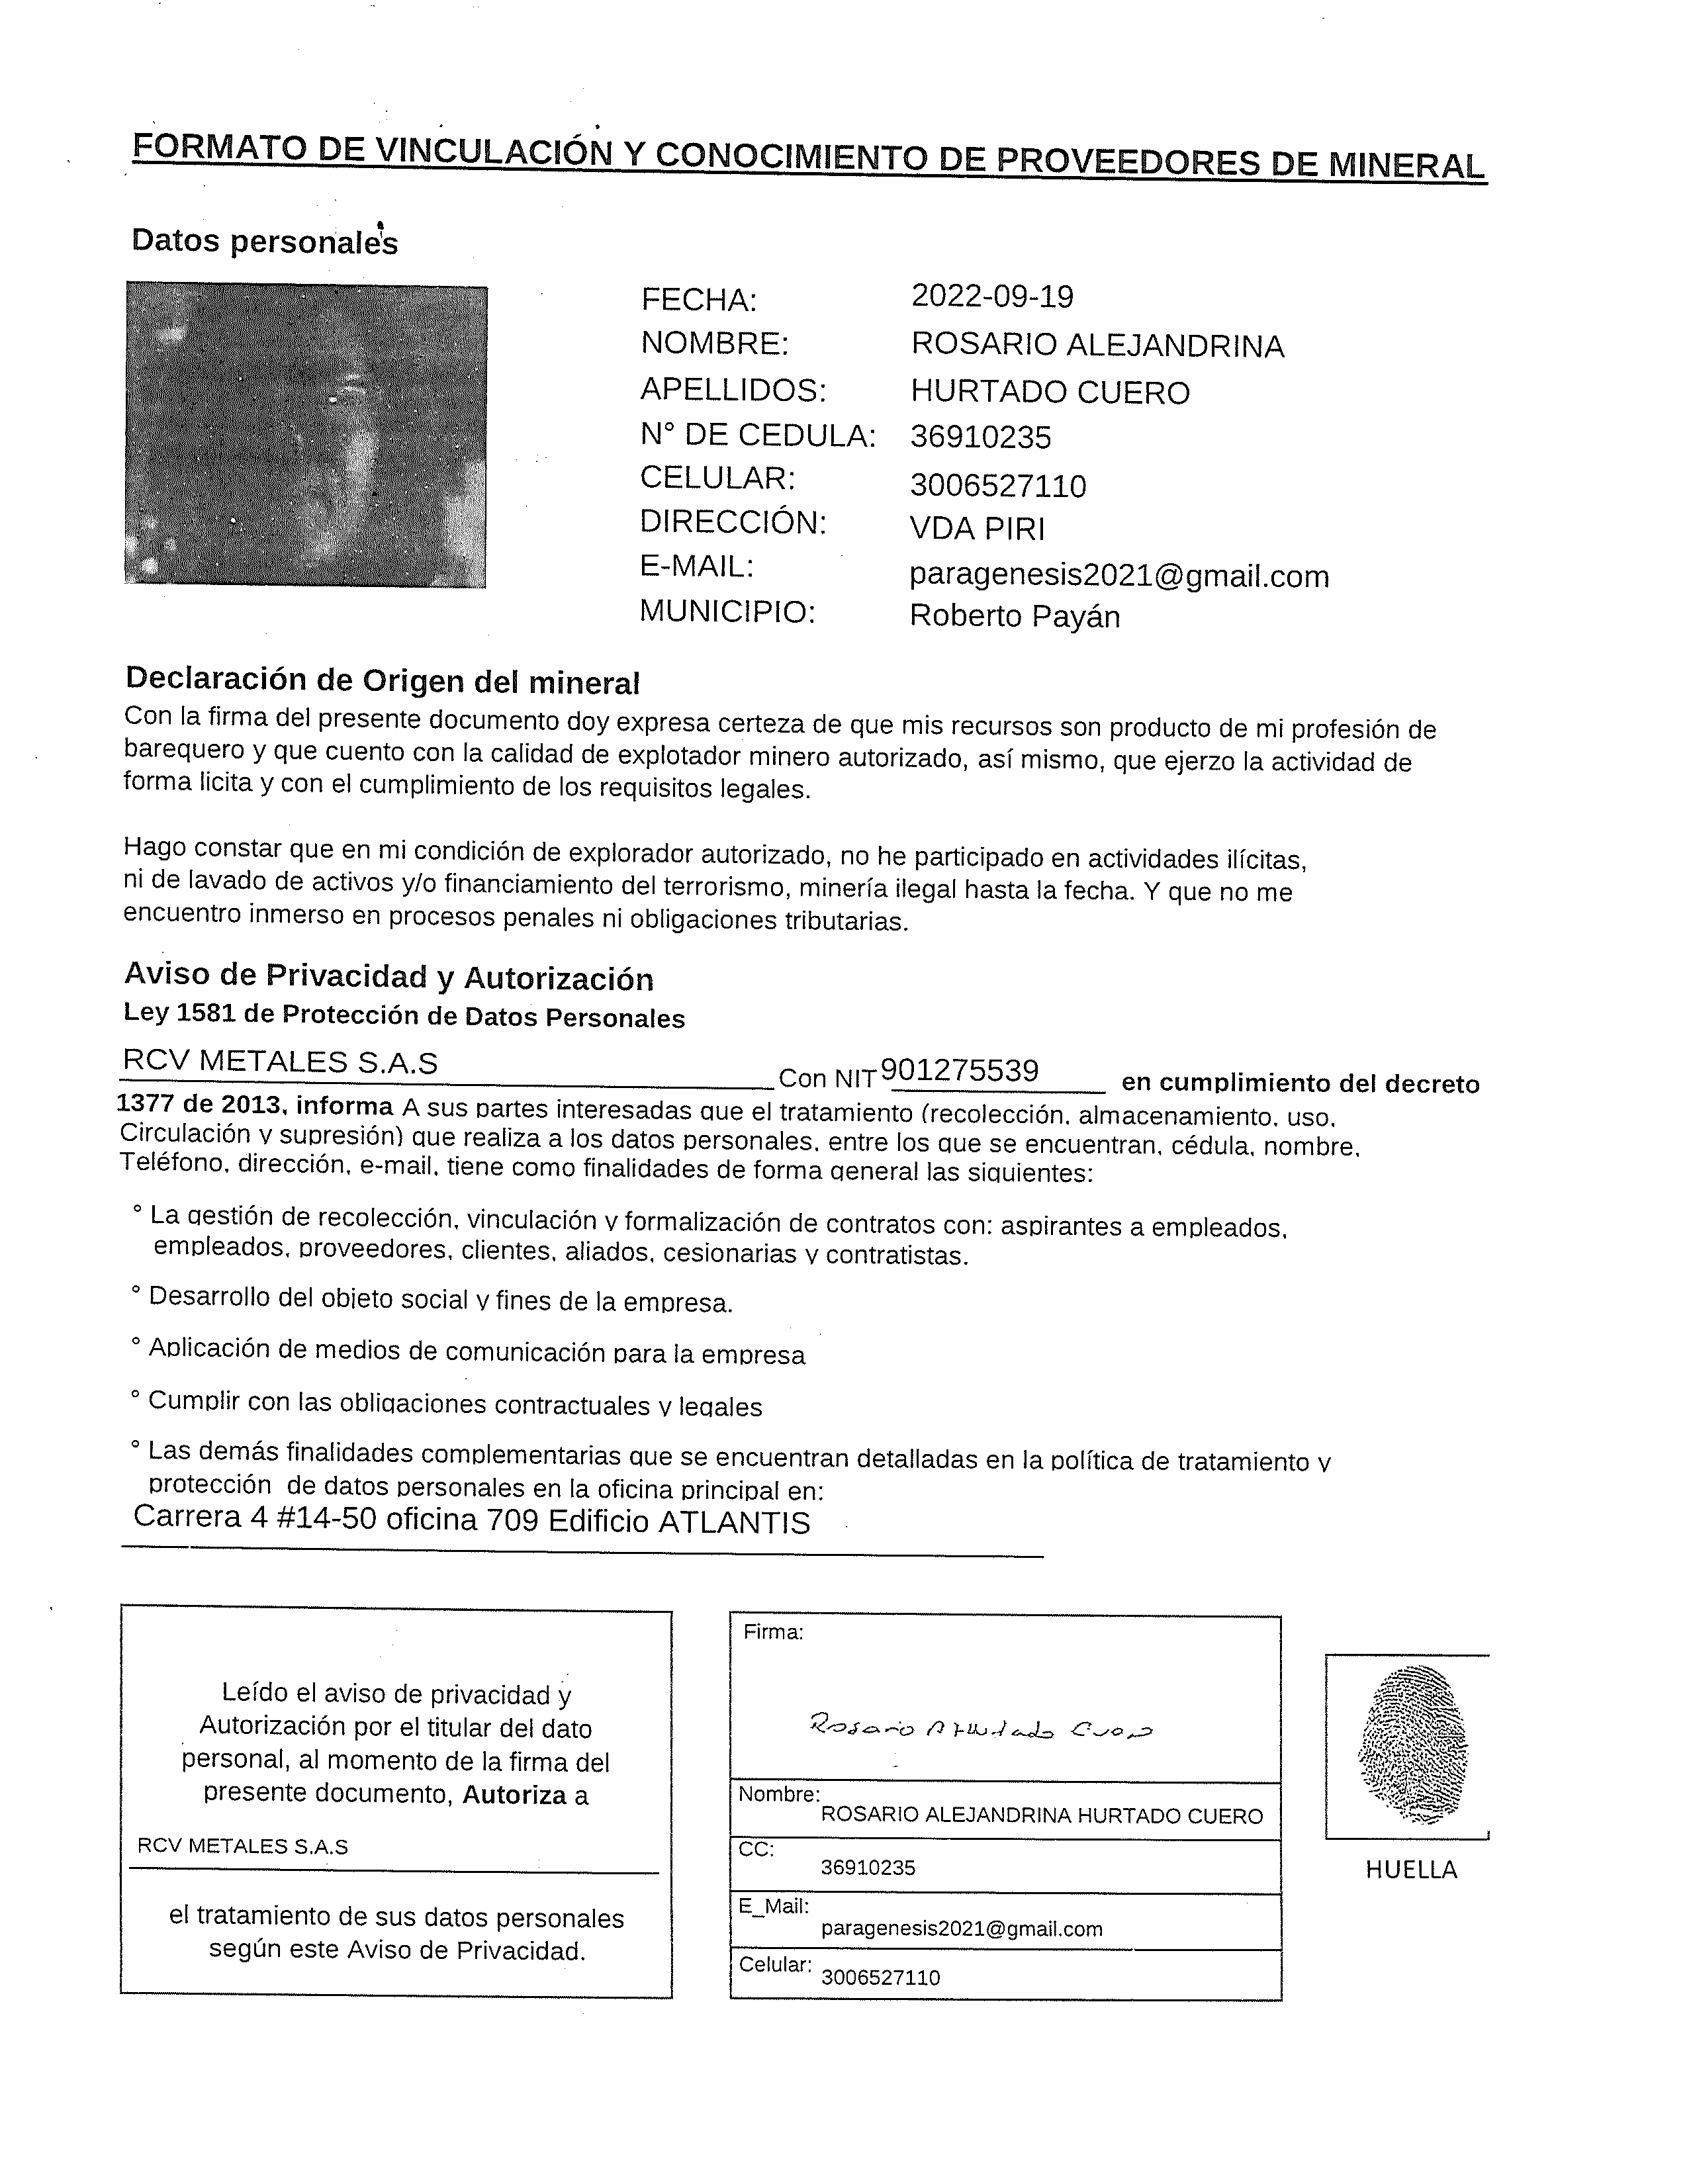 FORMATO DE VINCULACIÓN Y CONOCIMIENTO DE PROVEEDORES DE MINERAL
Datos personales
FECHA: 2022-09-19
NOMBRE: ROSARIO ALEJANDRINA
APELLIDOS: HURTADO CUERO
N° DE CEDULA: 36910235
CELULAR: 3006527110
DIRECCIÓN: VDA PIRI
E-MAIL: paragenesis2021@gmail.com
MUNICIPIO: Roberto Payán
Declaración de Origen del mineral
Con la firma del presente documento doy expresa certeza de que mis recursos son producto de mi profesión de
barequero y que cuento con la calidad de explotador minero autorizado, así mismo, que ejerzo la actividad de
forma licita y con el cumplimiento de los requisitos legales.
Hago constar que en mi condición de explorador autorizado, no he participado en actividades ilícitas,
ni de lavado de activos y/o financiamiento del terrorismo, minería ilegal hasta la fecha. Y que no me
encuentro inmerso en procesos penales ni obligaciones tributarias.
Aviso de Privacidad y Autorización
Ley 1581 de Protección de Datos Personales
RCV METALES S.A.S Con NIT 901275539 en cumplimiento del decreto
1377 de 2013, informa A sus partes interesadas que el tratamiento (recolección, almacenamiento, uso,
Circulación y supresión) que realiza a los datos personales, entre los que se encuentran, cédula, nombre,
Teléfono, dirección, e-mail, tiene como finalidades de forma general las siguientes:
° La gestión de recolección, vinculación y formalización de contratos con: aspirantes a empleados,
empleados, proveedores, clientes, aliados, cesionarias y contratistas.
° Desarrollo del objeto social y fines de la empresa.
° Aplicación de medios de comunicación para la empresa
° Cumplir con las obligaciones contractuales y legales
° Las demás finalidades complementarias que se encuentran detalladas en la política de tratamiento y
protección de datos personales en la oficina principal en:
Carrera 4 #14-50 oficina 709 Edificio ATLANTIS
Leído el aviso de privacidad y
Autorización por el titular del dato
personal, al momento de la firma del
presente documento, Autoriza a
RCV METALES S.A.S
el tratamiento de sus datos personales
según este Aviso de Privacidad.
Firma:
Rosario A Hurtado Cuero
Nombre:
ROSARIO ALEJANDRINA HURTADO CUERO
CC:
36910235
E_Mail:
paragenesis2021@gmail.com
Celular:
3006527110
HUELLA